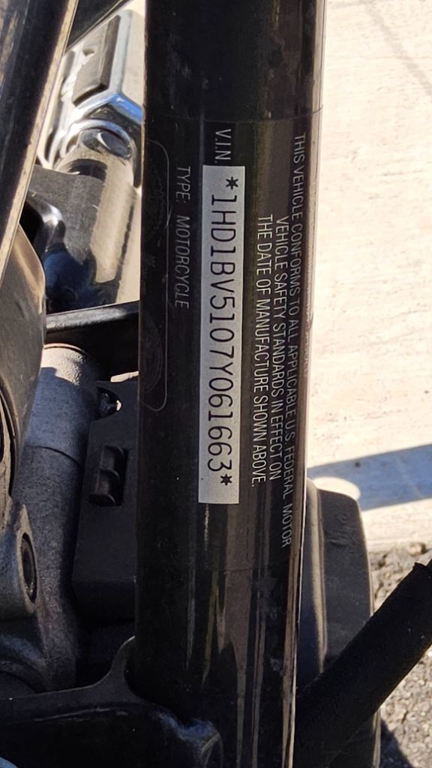 THIS VEHICLE CONFORMS TO ALL APPLICABLE U.S. FEDERAL MOTOR
VEHICLE SAFETY STANDARDS IN EFFECT ON
THE DATE OF MANUFACTURE SHOWN ABOVE.
V.I.N. *1HD1BV5107Y061663*
TYPE: MOTORCYCLE